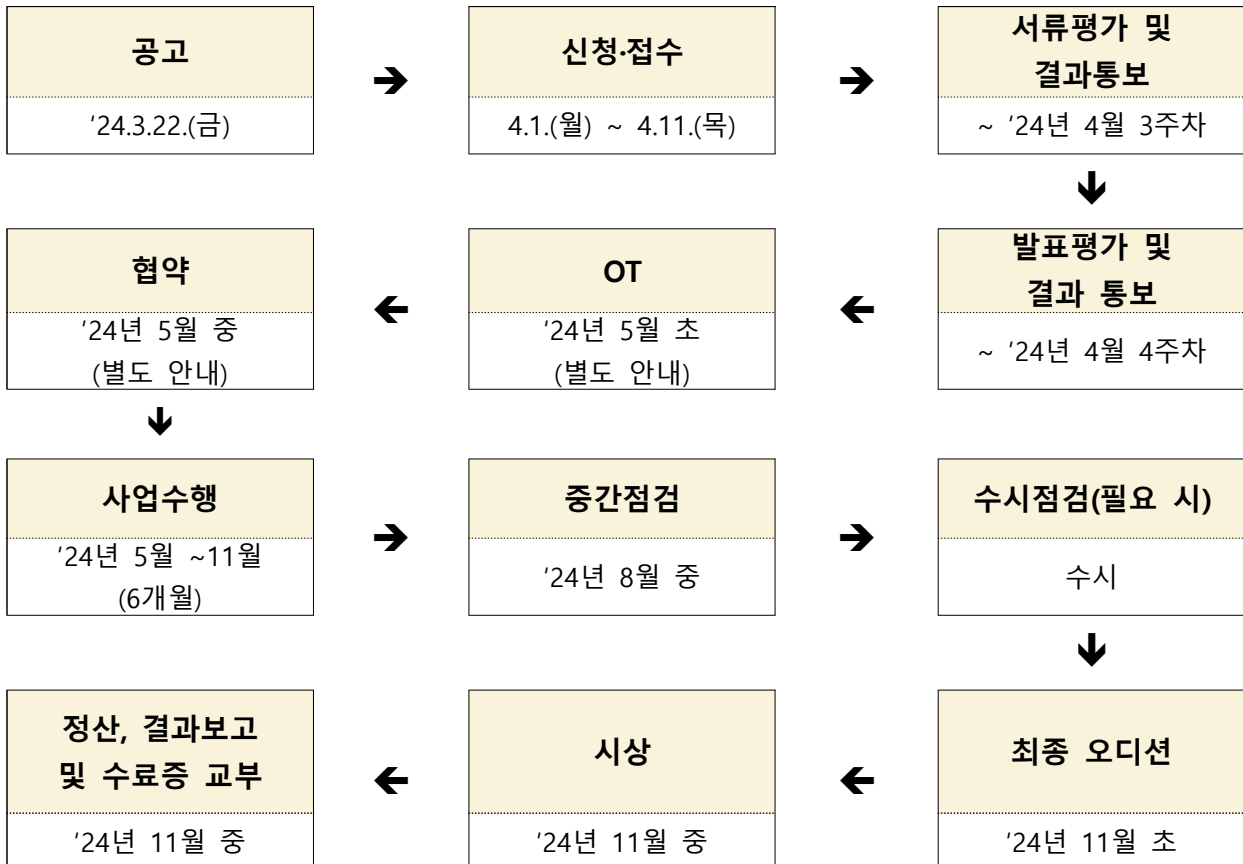 공고
'24.3.22.(금)
신청·접수
4.1.(월) ~ 4.11.(목)
서류평가 및
결과통보
~ '24년 4월 3주차
발표평가 및
결과 통보
~ '24년 4월 4주차
OT
'24년 5월 초
(별도 안내)
협약
'24년 5월 중
(별도 안내)
사업수행
'24년 5월 ~11월
(6개월)
중간점검
'24년 8월 중
수시점검(필요 시)
수시
최종 오디션
'24년 11월 초
시상
'24년 11월 중
정산, 결과보고
및 수료증 교부
'24년 11월 중